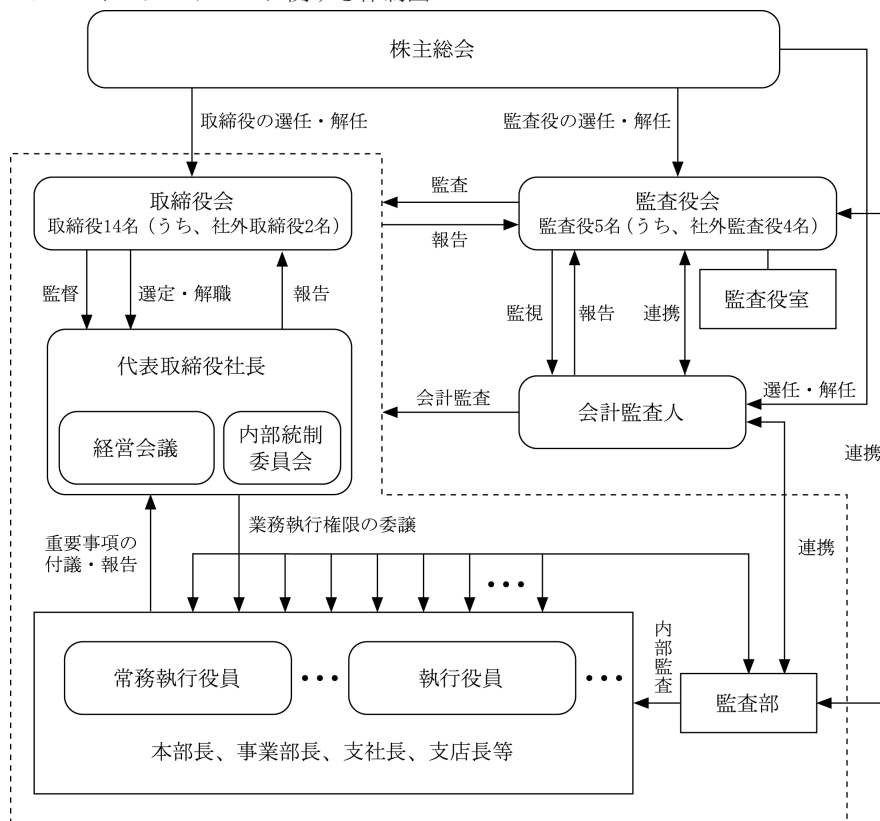 株主総会
取締役の選任・解任
監査役の選任・解任
取締役会
取締役14名（うち、社外取締役2名）
監査
報告
監査役会
監査役5名（うち、社外監査役4名）
監査役室
監督
選定・解職
報告
監視
報告
連携
代表取締役社長
経営会議
内部統制
委員会
会計監査
会計監査人
選任・解任
連携
重要事項の
付議・報告
業務執行権限の委譲
連携
常務執行役員
執行役員
本部長、事業部長、支社長、支店長等
内部監査
監査部